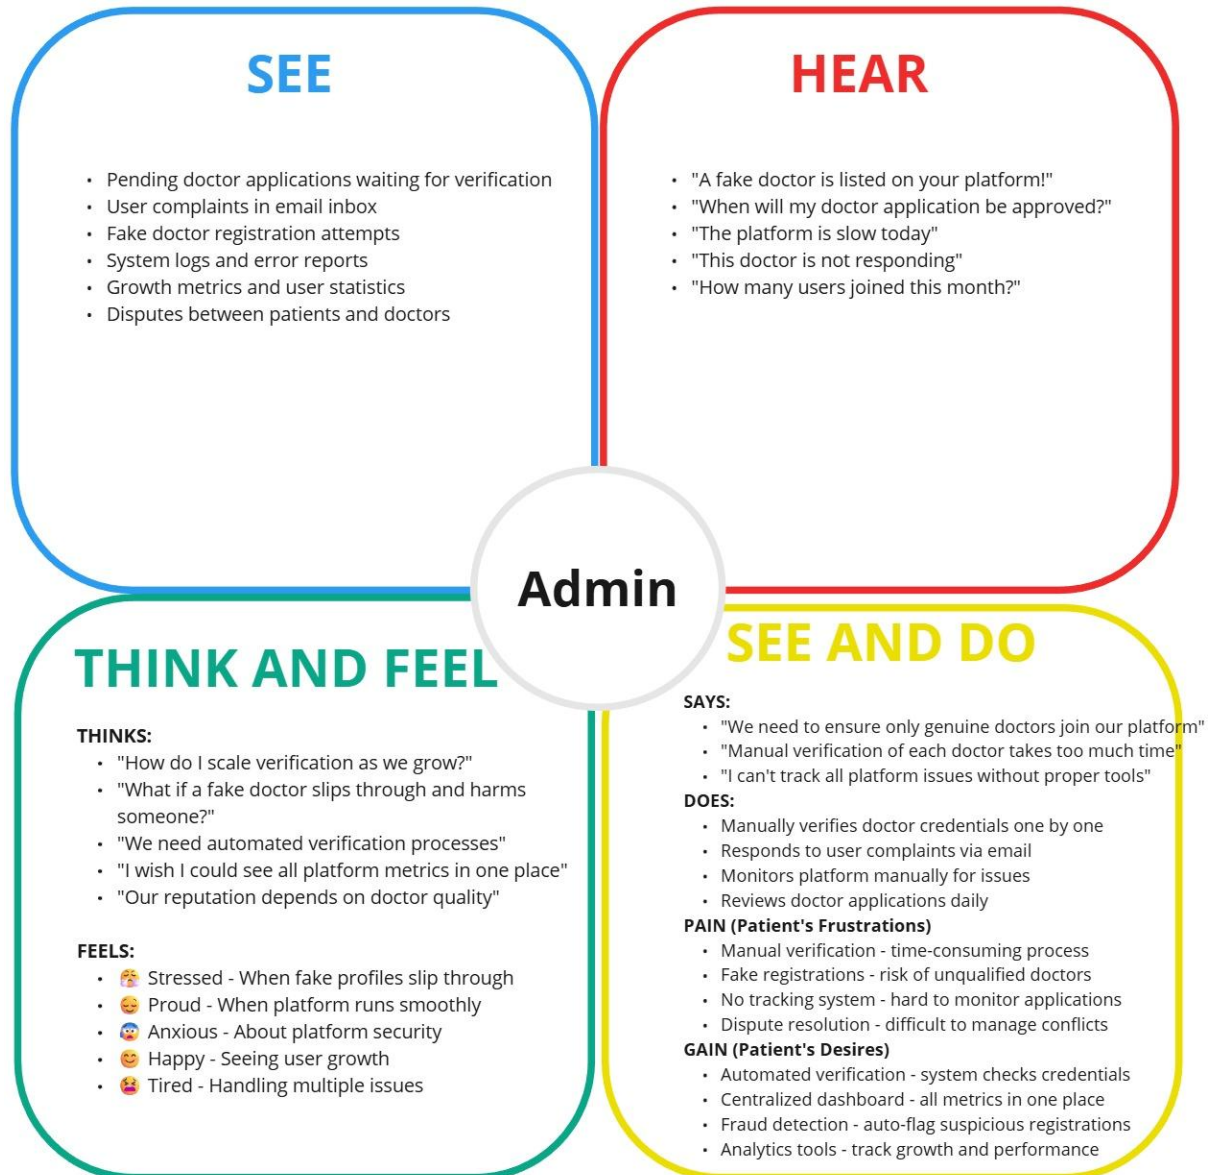 SEE
• Pending doctor applications waiting for verification
• User complaints in email inbox
• Fake doctor registration attempts
• System logs and error reports
• Growth metrics and user statistics
• Disputes between patients and doctors
HEAR
• "A fake doctor is listed on your platform!"
• "When will my doctor application be approved?"
• "The platform is slow today"
• "This doctor is not responding"
• "How many users joined this month?"
Admin
THINK AND FEEL
THINKS:
• "How do I scale verification as we grow?"
• "What if a fake doctor slips through and harms
someone?"
• "We need automated verification processes"
• "I wish I could see all platform metrics in one place"
• "Our reputation depends on doctor quality"
FEELS:
• 😤 Stressed - When fake profiles slip through
• 😌 Proud - When platform runs smoothly
• 😰 Anxious - About platform security
• 😊 Happy - Seeing user growth
• 😫 Tired - Handling multiple issues
SEE AND DO
SAYS:
• "We need to ensure only genuine doctors join our platform"
• "Manual verification of each doctor takes too much time"
• "I can't track all platform issues without proper tools"
DOES:
• Manually verifies doctor credentials one by one
• Responds to user complaints via email
• Monitors platform manually for issues
• Reviews doctor applications daily
PAIN (Patient's Frustrations)
• Manual verification - time-consuming process
• Fake registrations - risk of unqualified doctors
• No tracking system - hard to monitor applications
• Dispute resolution - difficult to manage conflicts
GAIN (Patient's Desires)
• Automated verification - system checks credentials
• Centralized dashboard - all metrics in one place
• Fraud detection - auto-flag suspicious registrations
• Analytics tools - track growth and performance